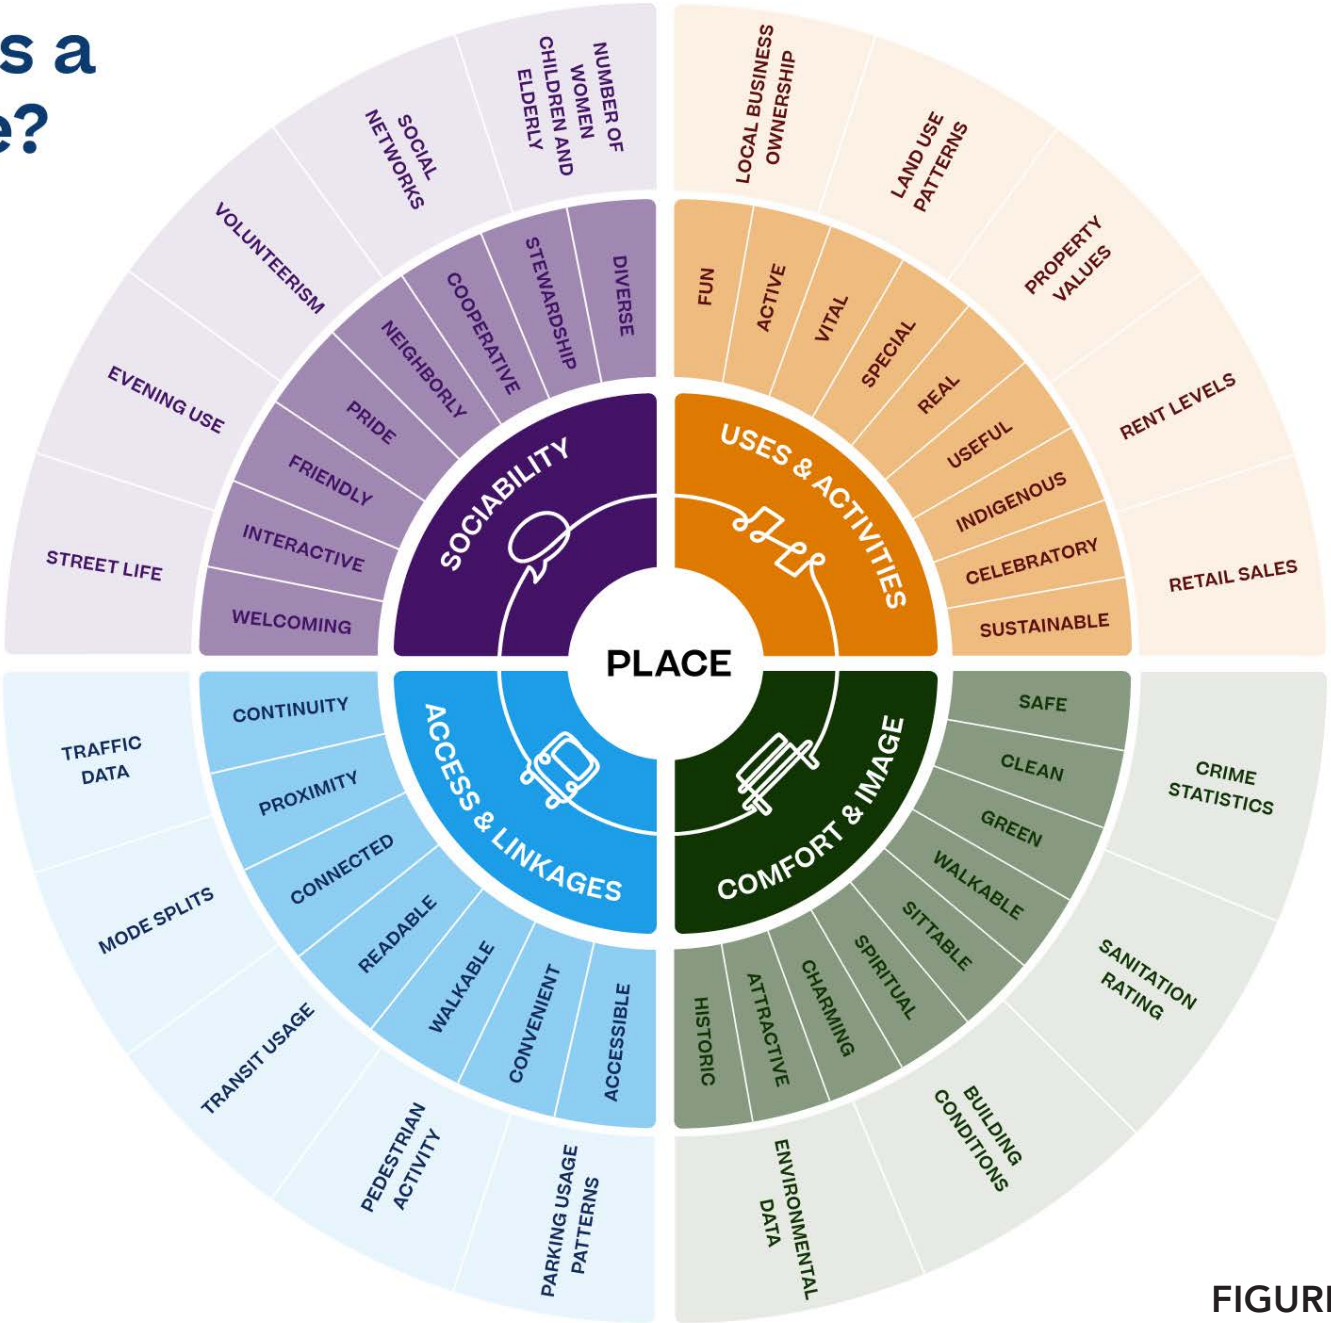 s a
e?
NUMBER OF
WOMEN
CHILDREN AND
ELDERLY
SOCIAL
NETWORKS
VOLUNTEERISM
EVENING USE
STREET LIFE
DIVERSE
STEWARDSHIP
COOPERATIVE
NEIGHBORLY
PRIDE
FRIENDLY
INTERACTIVE
WELCOMING
SOCIABILITY
LOCAL BUSINESS
OWNERSHIP
LAND USE
PATTERNS
PROPERTY
VALUES
RENT LEVELS
RETAIL SALES
FUN
ACTIVE
VITAL
SPECIAL
REAL
USEFUL
INDIGENOUS
CELEBRATORY
SUSTAINABLE
USES & ACTIVITIES
PLACE
ACCESS & LINKAGES
CONTINUITY
PROXIMITY
CONNECTED
READABLE
WALKABLE
CONVENIENT
ACCESSIBLE
TRAFFIC
DATA
MODE SPLITS
TRANSIT USAGE
PEDESTRIAN
ACTIVITY
PARKING USAGE
PATTERNS
COMFORT & IMAGE
SAFE
CLEAN
GREEN
WALKABLE
SITTABLE
SPIRITUAL
CHARMING
ATTRACTIVE
HISTORIC
CRIME
STATISTICS
SANITATION
RATING
BUILDING
CONDITIONS
ENVIRONMENTAL
DATA
FIGURE